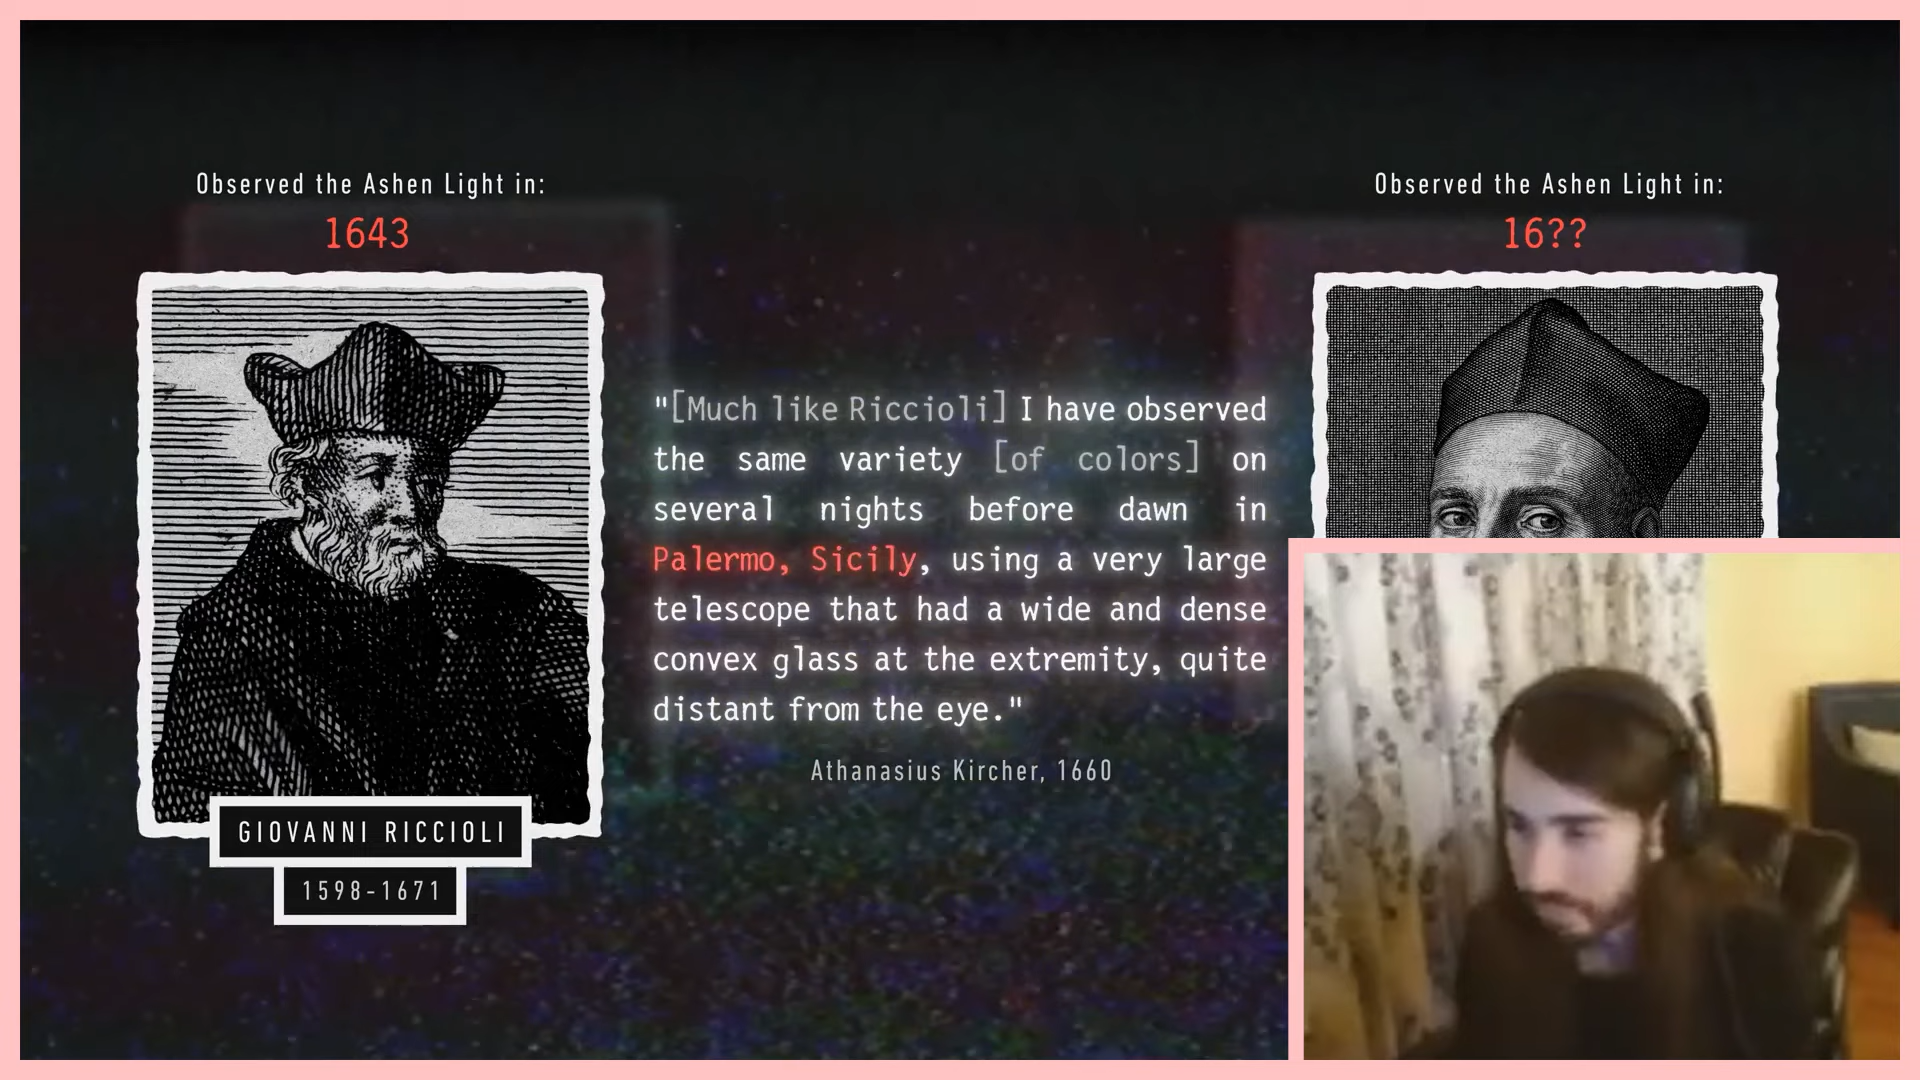 Observed the Ashen Light in:
1643
GIOVANNI RICCIOLI
1598-1671
"[Much like Riccioli] I have observed
the same variety [of colors] on
several nights before dawn in
Palermo, Sicily, using a very large
telescope that had a wide and dense
convex glass at the extremity, quite
distant from the eye."
Athanasius Kircher, 1660
Observed the Ashen Light in:
16??